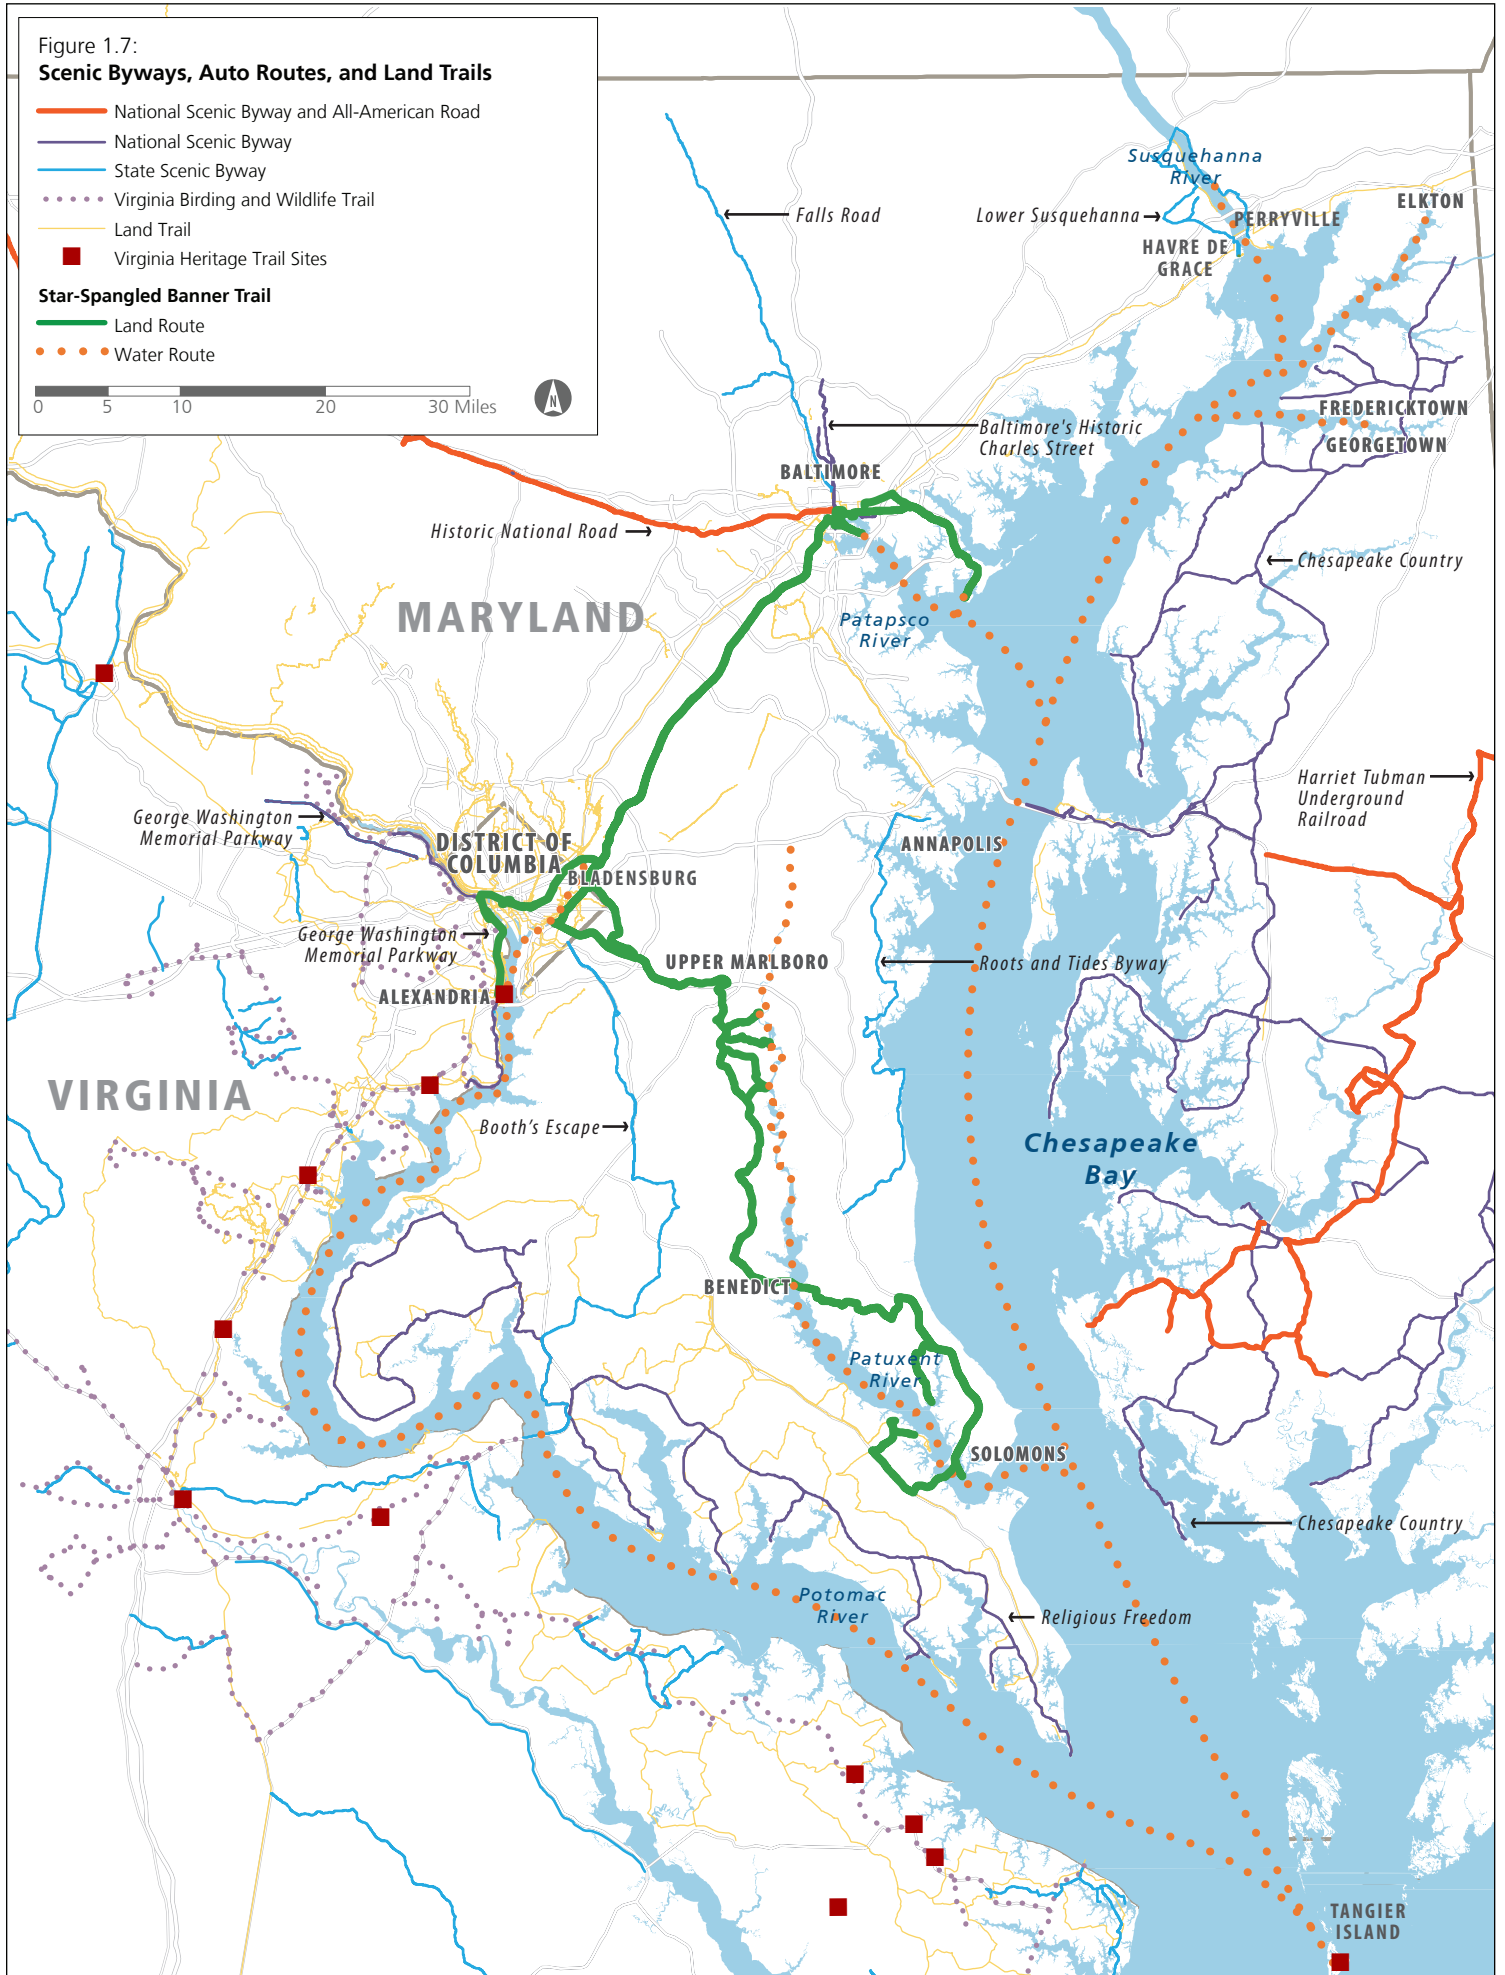 Figure 1.7:
Scenic Byways, Auto Routes, and Land Trails
National Scenic Byway and All-American Road
National Scenic Byway
State Scenic Byway
Virginia Birding and Wildlife Trail
Land Trail
Virginia Heritage Trail Sites
Star-Spangled Banner Trail
Land Route
Water Route
0 5 10 20 30 Miles
N
Susquehanna
River
Falls Road
Lower Susquehanna
PERRYVILLE
ELKTON
HAVRE DE
GRACE
FREDERICKTOWN
GEORGETOWN
Baltimore's Historic
Charles Street
BALTIMORE
Historic National Road
Chesapeake Country
MARYLAND
Patapsco
River
Harriet Tubman
Underground
Railroad
George Washington
Memorial Parkway
DISTRICT OF
COLUMBIA
ANNAPOLIS
BLADENSBURG
George Washington
Memorial Parkway
UPPER MARLBORO
Roots and Tides Byway
ALEXANDRIA
VIRGINIA
Booth's Escape
Chesapeake
Bay
BENEDICT
Patuxent
River
SOLOMONS
Chesapeake Country
Potomac
River
Religious Freedom
TANGIER
ISLAND